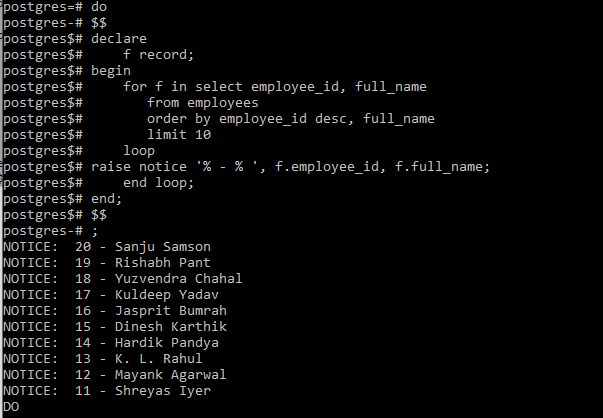 postgres=# do
postgres-# $$
postgres$# declare
postgres$#     f record;
postgres$# begin
postgres$#     for f in select employee_id, full_name
postgres$#        from employees
postgres$#        order by employee_id desc, full_name
postgres$#        limit 10
postgres$#     loop
postgres$# raise notice '% - % ', f.employee_id, f.full_name;
postgres$#     end loop;
postgres$# end;
postgres$# $$
postgres-# ;
NOTICE:  20 - Sanju Samson
NOTICE:  19 - Rishabh Pant
NOTICE:  18 - Yuzvendra Chahal
NOTICE:  17 - Kuldeep Yadav
NOTICE:  16 - Jasprit Bumrah
NOTICE:  15 - Dinesh Karthik
NOTICE:  14 - Hardik Pandya
NOTICE:  13 - K. L. Rahul
NOTICE:  12 - Mayank Agarwal
NOTICE:  11 - Shreyas Iyer
DO